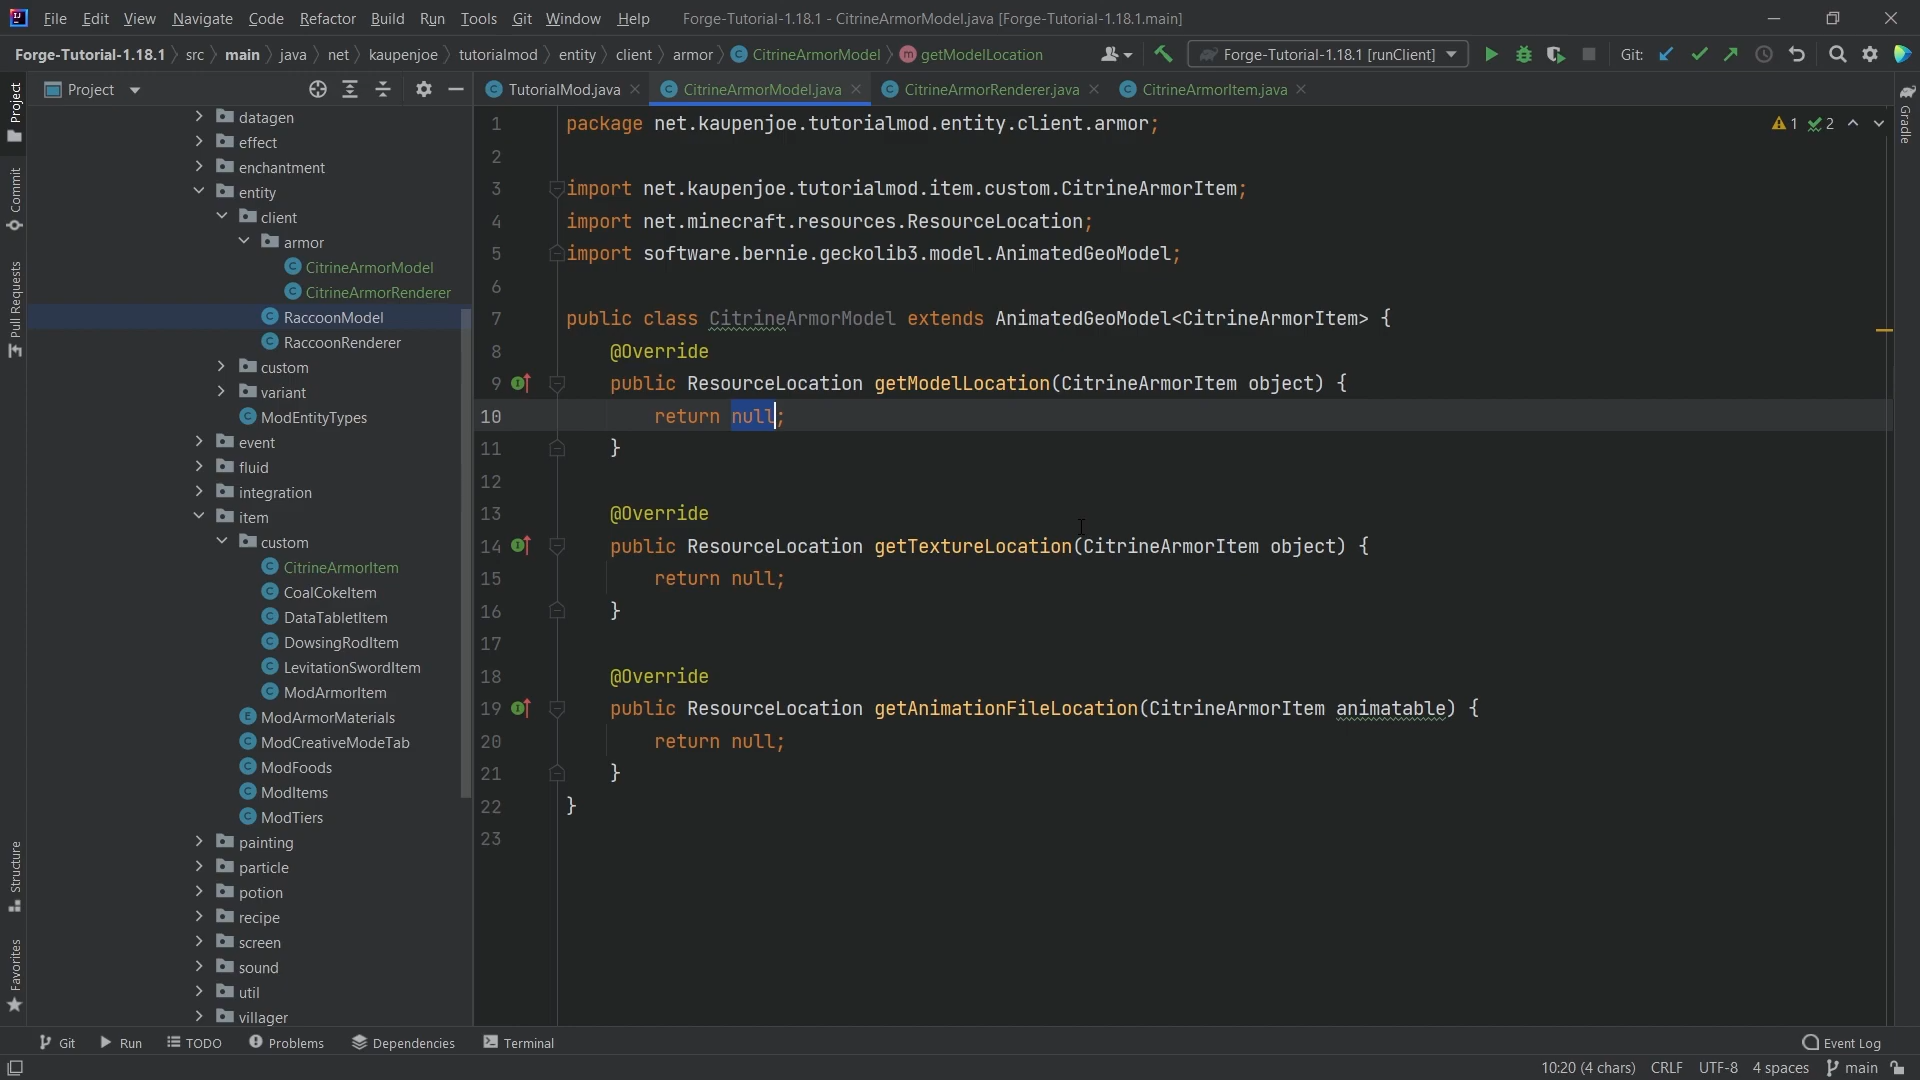 File Edit View Navigate Code Refactor Build Run Tools Git Window Help Forge-Tutorial-1.18.1 - CitrineArmorModel.java [Forge-Tutorial-1.18.1.main]
Forge-Tutorial-1.18.1 src main java net kaupenjoe tutorialmod entity client armor CitrineArmorModel getModelLocation Forge-Tutorial-1.18.1 [runClient] Git:
Project TutorialMod.java CitrineArmorModel.java CitrineArmorRenderer.java CitrineArmorItem.java
Project
Commit
Pull Requests
Structure
Favorites
datagen
effect
enchantment
entity
client
armor
CitrineArmorModel
CitrineArmorRenderer
RaccoonModel
RaccoonRenderer
custom
variant
ModEntityTypes
event
fluid
integration
item
custom
CitrineArmorItem
CoalCokeItem
DataTabletItem
DowsingRodItem
LevitationSwordItem
ModArmorItem
ModArmorMaterials
ModCreativeModeTab
ModFoods
ModItems
ModTiers
painting
particle
potion
recipe
screen
sound
util
villager
1 package net.kaupenjoe.tutorialmod.entity.client.armor;
2
3 import net.kaupenjoe.tutorialmod.item.custom.CitrineArmorItem;
4 import net.minecraft.resources.ResourceLocation;
5 import software.bernie.geckolib3.model.AnimatedGeoModel;
6
7 public class CitrineArmorModel extends AnimatedGeoModel<CitrineArmorItem> {
8 @Override
9 public ResourceLocation getModelLocation(CitrineArmorItem object) {
10 return null;
11 }
12
13 @Override
14 public ResourceLocation getTextureLocation(CitrineArmorItem object) {
15 return null;
16 }
17
18 @Override
19 public ResourceLocation getAnimationFileLocation(CitrineArmorItem animatable) {
20 return null;
21 }
22 }
23
1 2
Gradle
Git Run TODO Problems Dependencies Terminal Event Log
10:20 (4 chars) CRLF UTF-8 4 spaces main